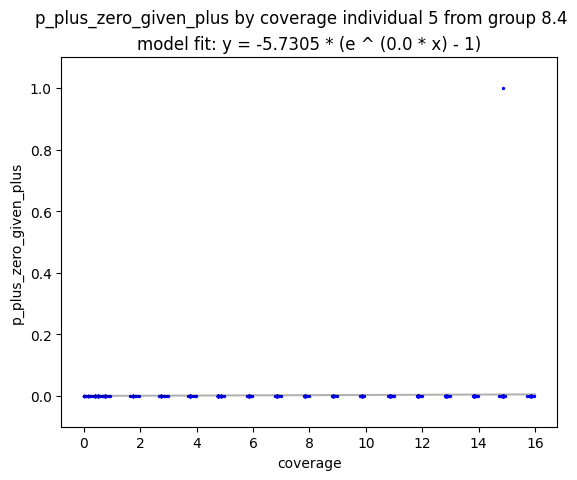 p_plus_zero_given_plus by coverage individual 5 from group 8.4
model fit: y = -5.7305 * (e ^ (0.0 * x) - 1)
1.0
0.8
0.6
0.4
0.2
0.0
p_plus_zero_given_plus
0 2 4 6 8 10 12 14 16
coverage